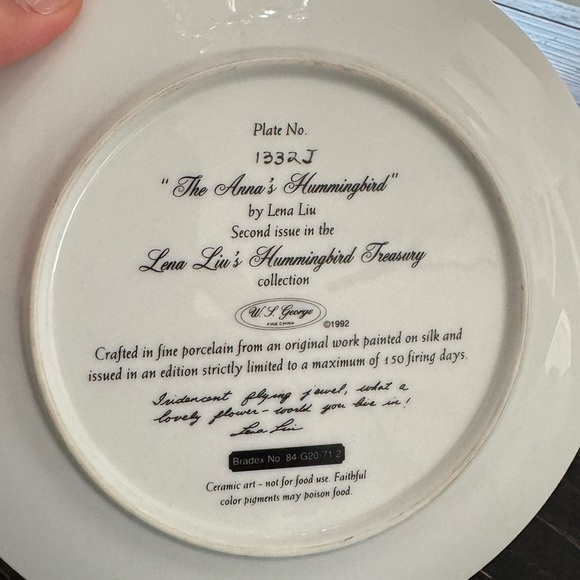 Plate No.
1332J
"The Anna's Hummingbird"
by Lena Liu
Second issue in the
Lena Liu's Hummingbird Treasury
collection
W. S. George
FINE CHINA
©1992
Crafted in fine porcelain from an original work painted on silk and
issued in an edition strictly limited to a maximum of 150 firing days.
Iridescent flying jewel, what a
lovely flower-world you live in!
Lena Liu
Bradex No. 84-G20-71.2
Ceramic art - not for food use. Faithful
color pigments may poison food.